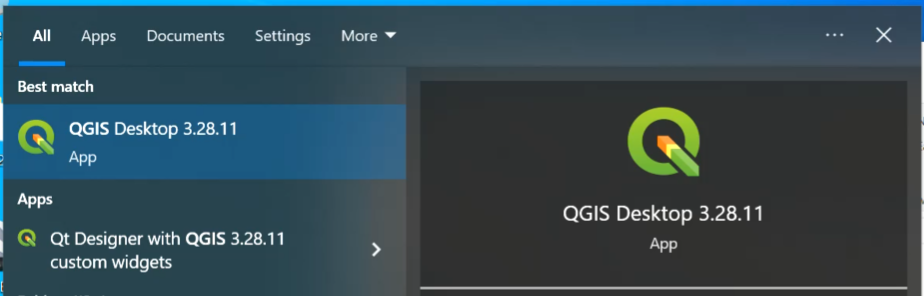 All Apps Documents Settings More ...
Best match
QGIS Desktop 3.28.11
App
Apps
Qt Designer with QGIS 3.28.11
custom widgets
QGIS Desktop 3.28.11
App